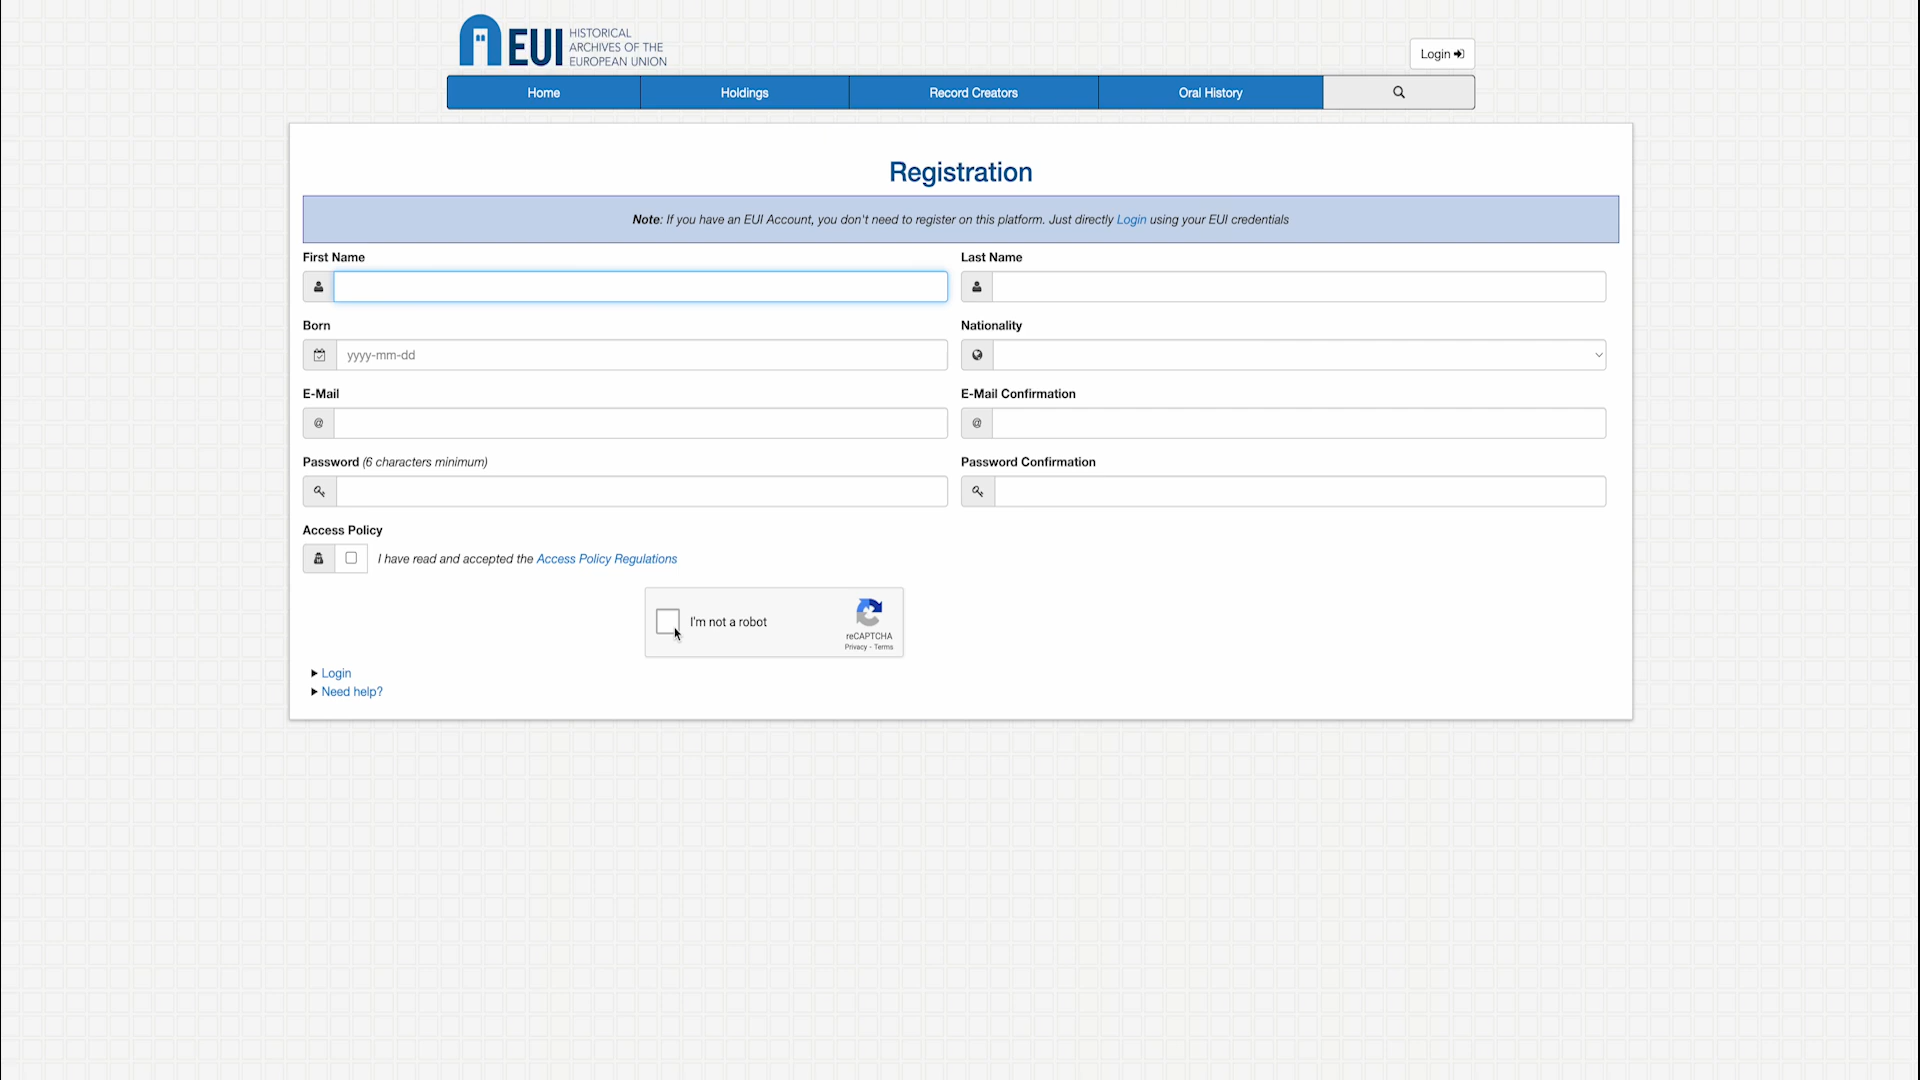 EUI
HISTORICAL
ARCHIVES OF THE
EUROPEAN UNION
Login
Home
Holdings
Record Creators
Oral History
Registration
Note: If you have an EUI Account, you don't need to register on this platform. Just directly Login using your EUI credentials
First Name
Last Name
Born
Nationality
yyyy-mm-dd
E-Mail
E-Mail Confirmation
@
@
Password (6 characters minimum)
Password Confirmation
Access Policy
I have read and accepted the Access Policy Regulations
I'm not a robot
reCAPTCHA
Privacy - Terms
Login
Need help?